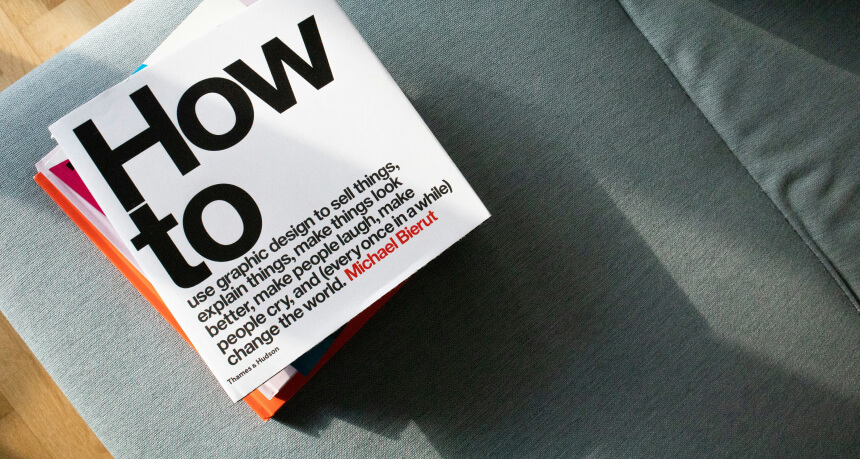 How
to
use graphic design to sell things,
explain things, make things look
better, make people laugh, make
people cry, and (every once in a while)
change the world. Michael Bierut
Thames & Hudson